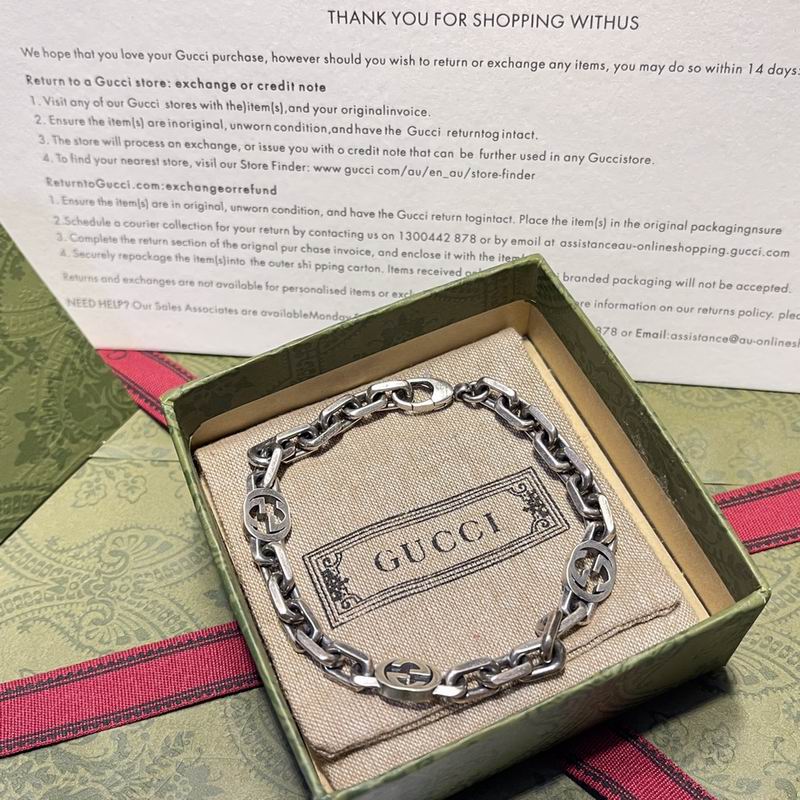 THANK YOU FOR SHOPPING WITHUS
We hope that you love your Gucci purchase, however should you wish to return or exchange any items, you may do so within 14 days:
Return to a Gucci store: exchange or credit note
1. Visit any of our Gucci stores with the)item(s),and your originalinvoice.
2. Ensure the item(s) are inoriginal, unworn condition,and have the Gucci returntog intact.
3. The store will process an exchange, or issue you with o credit note that can be further used in any Guccistore.
4. To find your nearest store, visil our Store Finder: www gucci com/au/en_au/store-finder
ReturntoGucci.com:exchangeorrefund
1. Ensure the item(s) are in original, unworn condition, and have the Gucci return togintact. Place the item(s) in the original packagingnsure
2.Schedule a courier collection for your return by contacting us on 1300442 878 or by email at assistanceau-onlineshopping.gucci.com
3. Complete the return section of the orignal pur chase invoice, and enclose it with the item
4. Securely repackage the item(s)into the outer shi pping carton. Items received branded packaging will not be accepted.
Returns and exchanges are not available for personalised items or information on our returns policy.
NEED HELP? Our Sales Associates are availableMonday 878 or Email:assistance@au-onlinesh
GUCCI